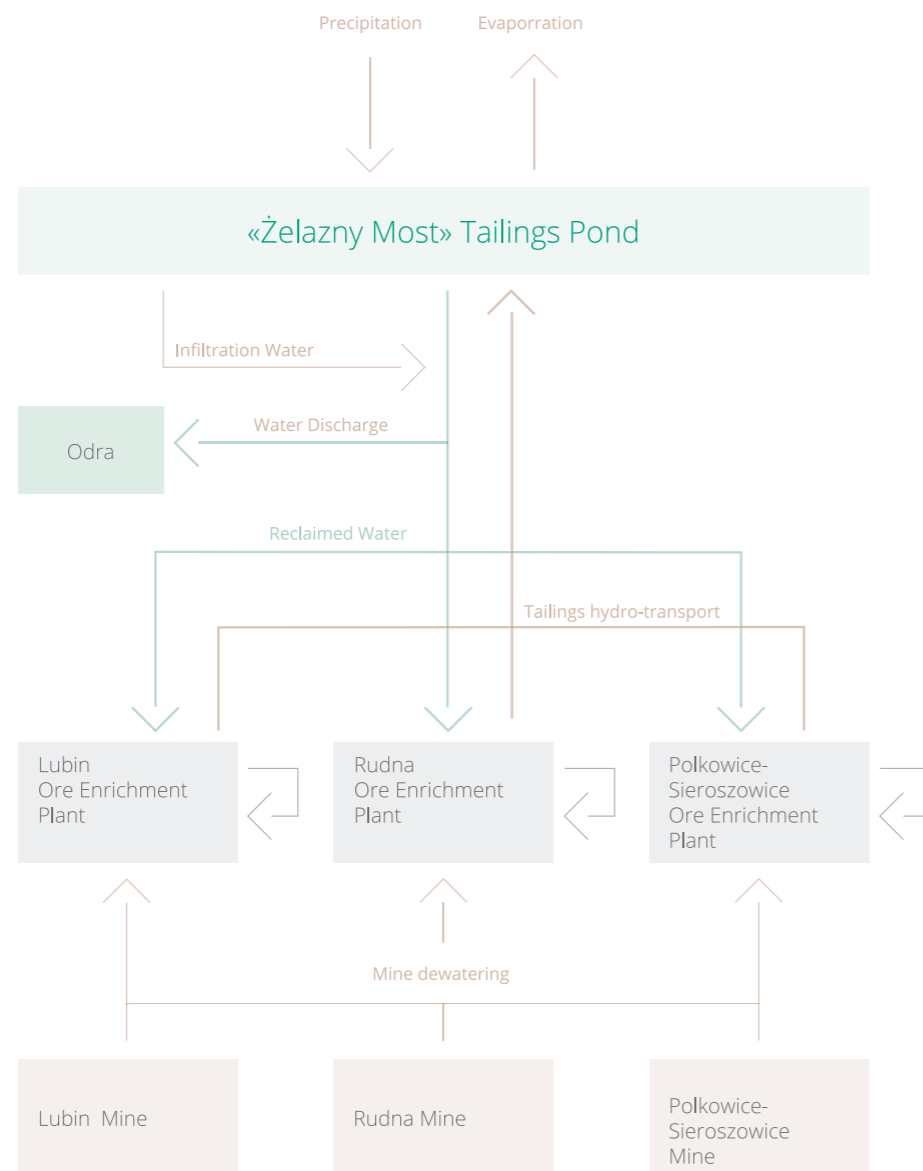 Precipitation
Evaporration
«Żelazny Most» Tailings Pond
Infiltration Water
Water Discharge
Odra
Reclaimed Water
Tailings hydro-transport
Lubin
Ore Enrichment
Plant
Rudna
Ore Enrichment
Plant
Polkowice-
Sieroszowice
Ore Enrichment
Plant
Mine dewatering
Lubin Mine
Rudna Mine
Polkowice-
Sieroszowice
Mine